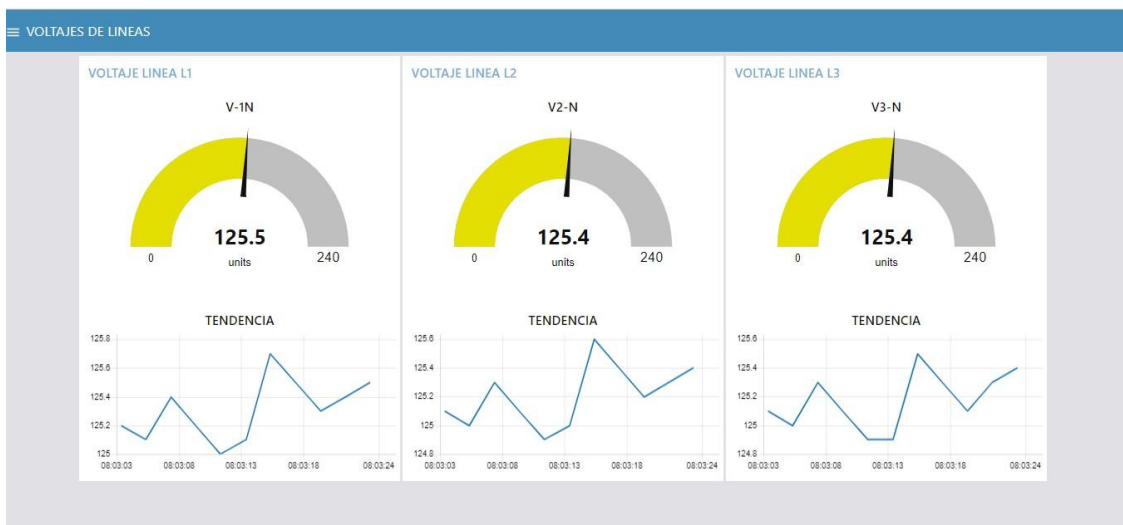 VOLTAJES DE LINEAS
VOLTAJE LINEA L1
V-1N
125.5
0
units
240
TENDENCIA
125.8
125.6
125.4
125.2
125
08:03:03 08:03:08 08:03:13 08:03:18 08:03:24
VOLTAJE LINEA L2
V2-N
125.4
0
units
240
TENDENCIA
125.6
125.4
125.2
125
124.8
08:03:03 08:03:08 08:03:13 08:03:18 08:03:24
VOLTAJE LINEA L3
V3-N
125.4
0
units
240
TENDENCIA
125.6
125.4
125.2
125
124.8
08:03:03 08:03:08 08:03:13 08:03:18 08:03:24